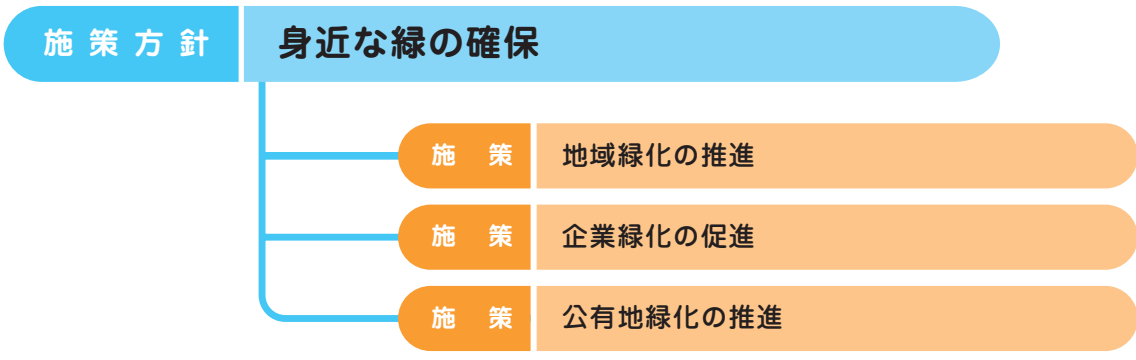 施策方針 身近な緑の確保
施策 地域緑化の推進
施策 企業緑化の促進
施策 公有地緑化の推進